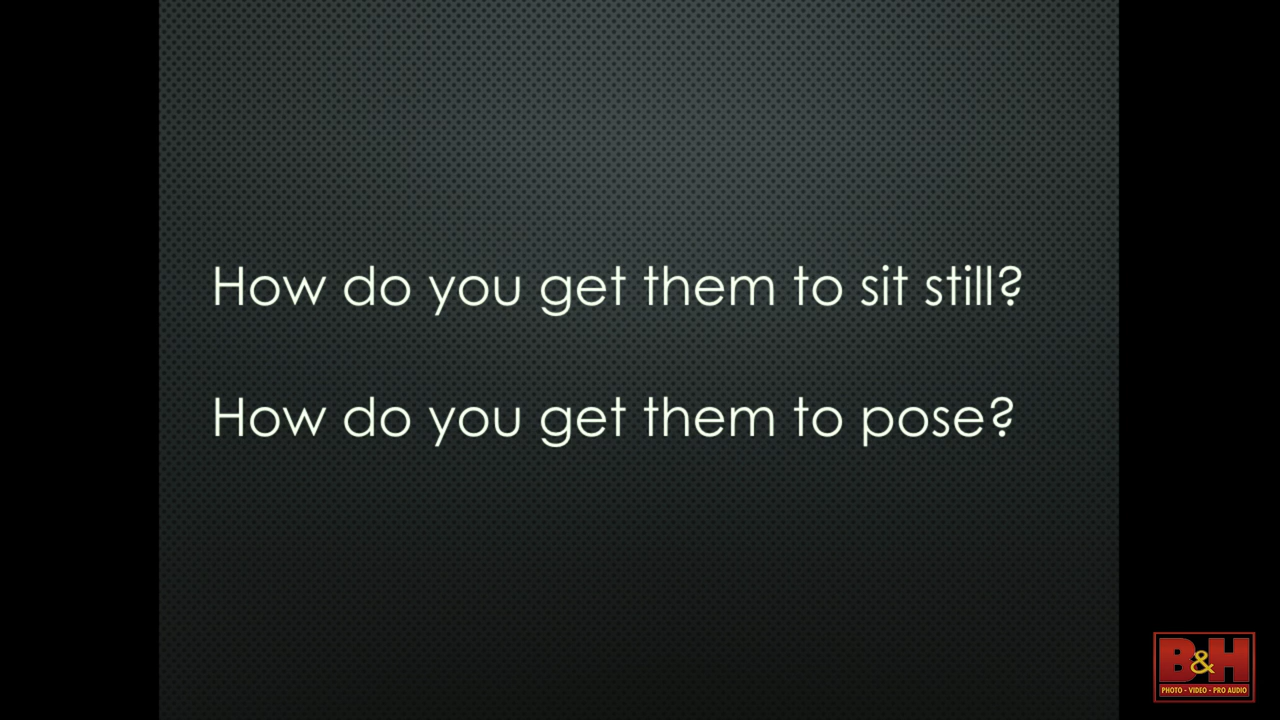 How do you get them to sit still?
How do you get them to pose?
B&H
PHOTO - VIDEO - PRO AUDIO